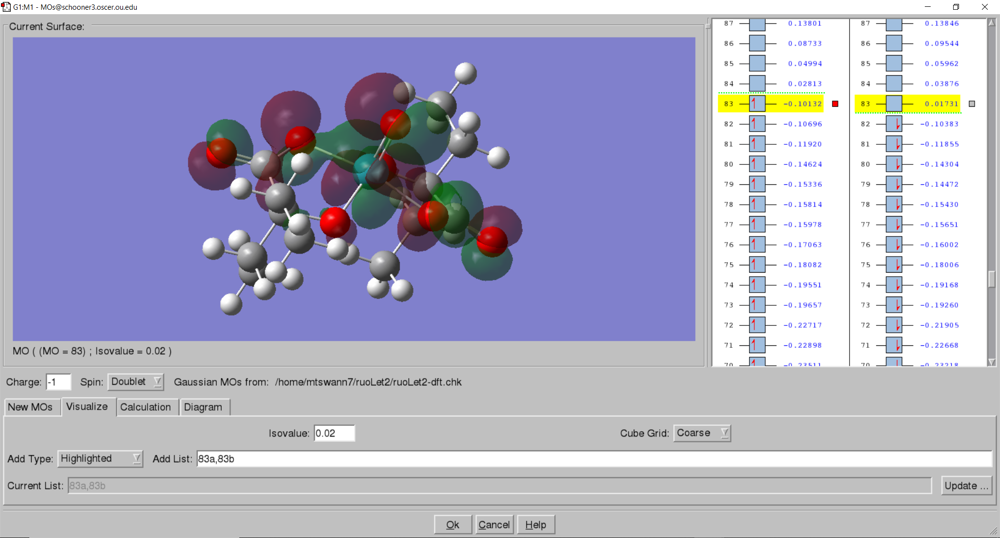 G1:M1 - MOs@schooner3.oscer.ou.edu
Current Surface:
87 0.13801 87 0.13846
86 0.08733 86 0.09544
85 0.04994 85 0.05962
84 0.02813 84 0.03876
83 -0.10132 83 0.01731
82 -0.10696 82 -0.10383
81 -0.11920 81 -0.11855
80 -0.14624 80 -0.14304
79 -0.15336 79 -0.14472
78 -0.15814 78 -0.15430
77 -0.15978 77 -0.15651
76 -0.17063 76 -0.16002
75 -0.18082 75 -0.18006
74 -0.19551 74 -0.19168
73 -0.19657 73 -0.19260
72 -0.22717 72 -0.21905
71 -0.22898 71 -0.22668
70 -0.23511 70 -0.23218
MO ( (MO = 83) ; Isovalue = 0.02 )
Charge: -1 Spin: Doublet Gaussian MOs from: /home/mtswann7/ruoLet2/ruoLet2-dft.chk
New MOs Visualize Calculation Diagram
Isovalue: 0.02 Cube Grid: Coarse
Add Type: Highlighted Add List: 83a,83b
Current List: 83a,83b Update ...
Ok Cancel Help